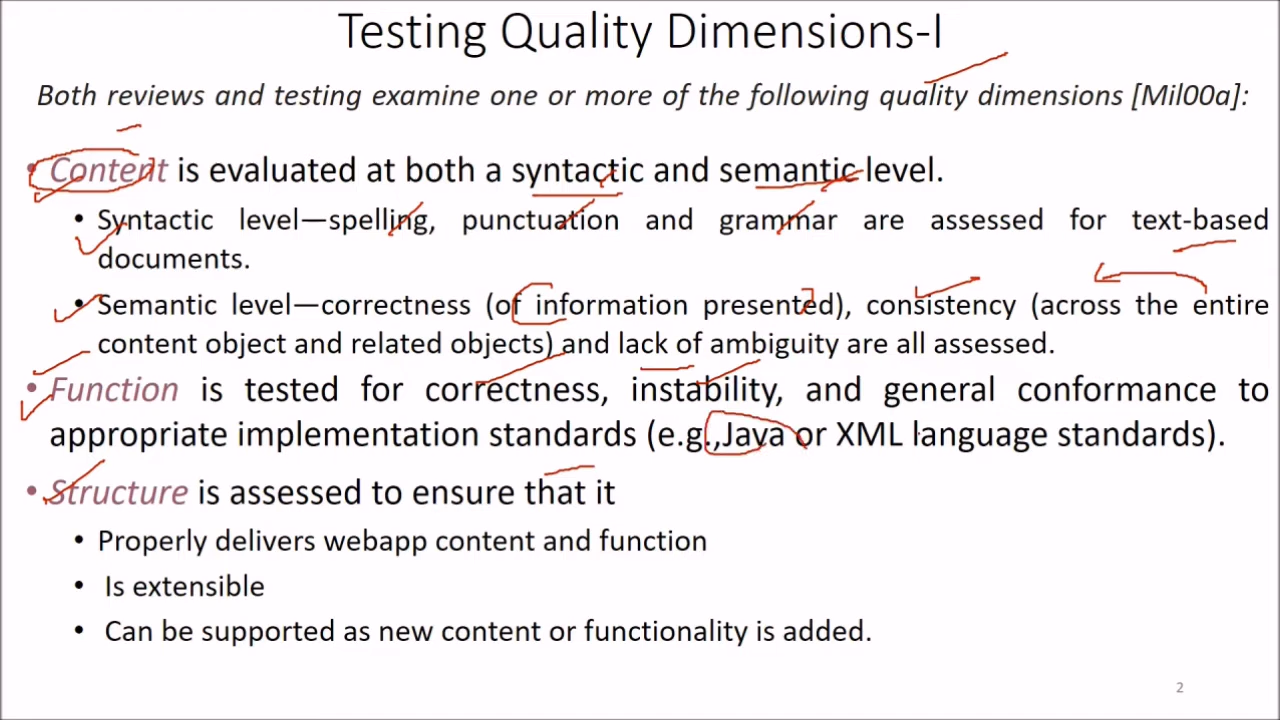 Testing Quality Dimensions-I
Both reviews and testing examine one or more of the following quality dimensions [Mil00a]:
• Content is evaluated at both a syntactic and semantic level.
• Syntactic level—spelling, punctuation and grammar are assessed for text-based
documents.
• Semantic level—correctness (of information presented), consistency (across the entire
content object and related objects) and lack of ambiguity are all assessed.
• Function is tested for correctness, instability, and general conformance to
appropriate implementation standards (e.g.,Java or XML language standards).
• Structure is assessed to ensure that it
• Properly delivers webapp content and function
• Is extensible
• Can be supported as new content or functionality is added.
2